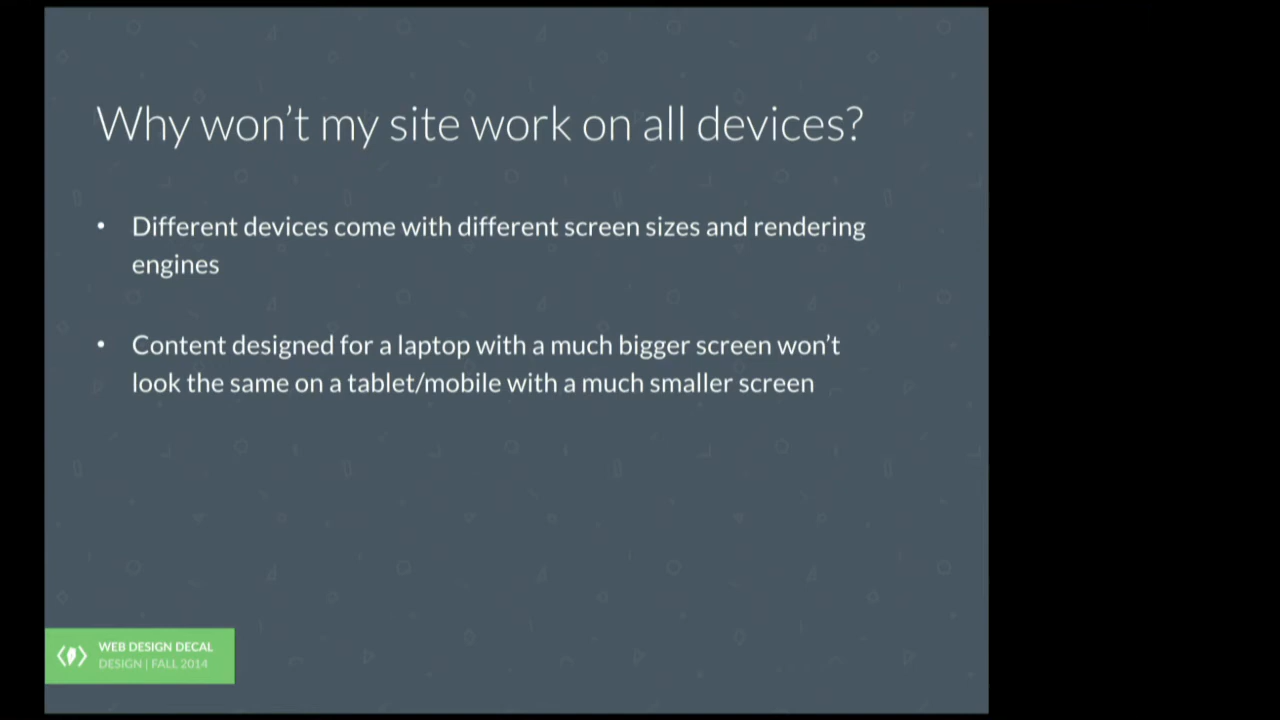 Why won’t my site work on all devices?
• Different devices come with different screen sizes and rendering
engines
• Content designed for a laptop with a much bigger screen won’t
look the same on a tablet/mobile with a much smaller screen
WEB DESIGN DECAL
DESIGN | FALL 2014